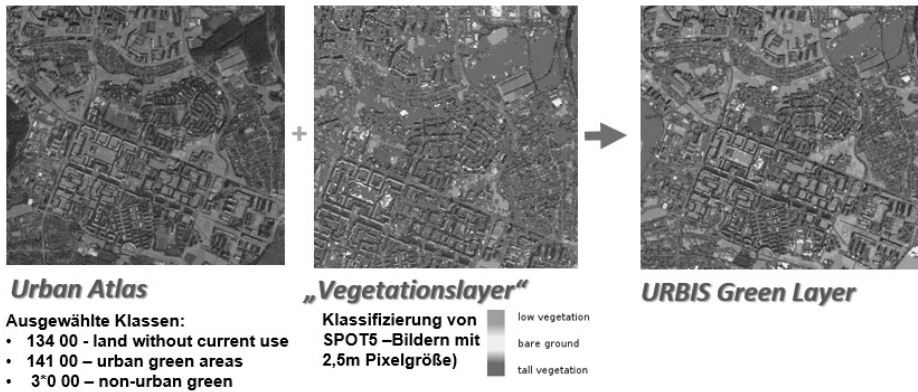 +
Urban Atlas
„Vegetationslayer“
URBIS Green Layer
Ausgewählte Klassen:
• 134 00 - land without current use
• 141 00 – urban green areas
• 3*0 00 – non-urban green
Klassifizierung von
SPOT5 –Bildern mit
2,5m Pixelgröße)
low vegetation
bare ground
tall vegetation